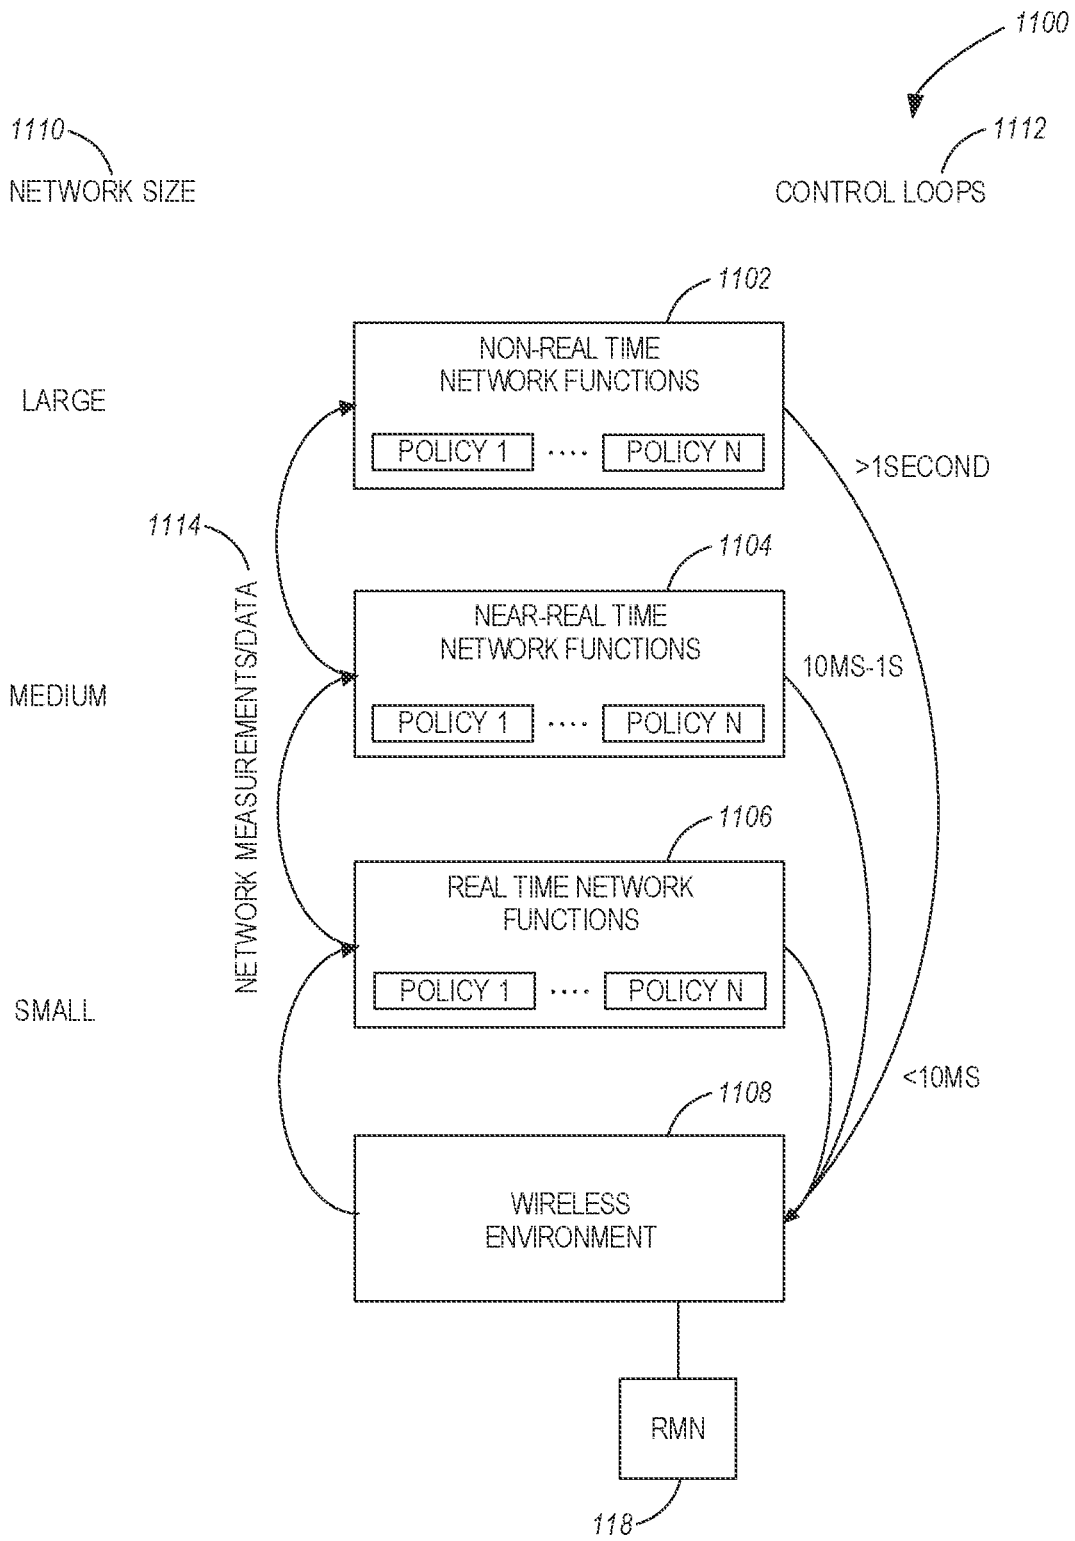 1100
1110
1112
NETWORK SIZE
CONTROL LOOPS
1102
NON-REAL TIME
NETWORK FUNCTIONS
LARGE
POLICY 1 .... POLICY N
>1SECOND
1114
NETWORK MEASUREMENTS/DATA
1104
NEAR-REAL TIME
NETWORK FUNCTIONS
10MS-1S
MEDIUM
POLICY 1 .... POLICY N
1106
REAL TIME NETWORK
FUNCTIONS
POLICY 1 .... POLICY N
SMALL
<10MS
1108
WIRELESS
ENVIRONMENT
RMN
118